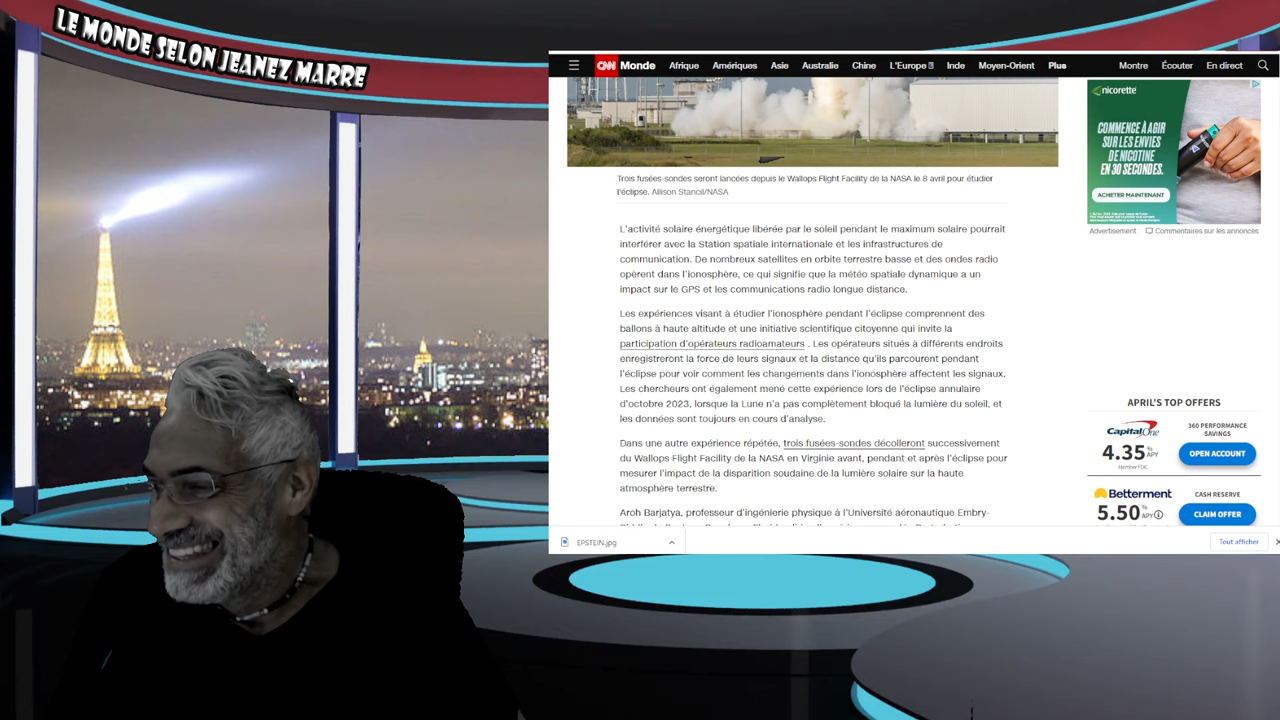 LE MONDE SELON JEANEZ MARRE
CNN Monde Afrique Amériques Asie Australie Chine L'Europe Inde Moyen-Orient Plus Montre Écouter En direct
nicorette
COMMENCE À AGIR
SUR LES ENVIES
DE NICOTINE
EN 30 SECONDES.
ACHETER MAINTENANT
Advertisement Commentaires sur les annonces
Trois fusées-sondes seront lancées depuis le Wallops Flight Facility de la NASA le 8 avril pour étudier
l'éclipse. Allison Stancil/NASA
L'activité solaire énergétique libérée par le soleil pendant le maximum solaire pourrait
interférer avec la Station spatiale internationale et les infrastructures de
communication. De nombreux satellites en orbite terrestre basse et des ondes radio
opèrent dans l'ionosphère, ce qui signifie que la météo spatiale dynamique a un
impact sur le GPS et les communications radio longue distance.
Les expériences visant à étudier l'ionosphère pendant l'éclipse comprennent des
ballons à haute altitude et une initiative scientifique citoyenne qui invite la
participation d'opérateurs radioamateurs . Les opérateurs situés à différents endroits
enregistreront la force de leurs signaux et la distance qu'ils parcourent pendant
l'éclipse pour voir comment les changements dans l'ionosphère affectent les signaux.
Les chercheurs ont également mené cette expérience lors de l'éclipse annulaire
d'octobre 2023, lorsque la Lune n'a pas complètement bloqué la lumière du soleil, et
les données sont toujours en cours d'analyse.
Dans une autre expérience répétée, trois fusées-sondes décolleront successivement
du Wallops Flight Facility de la NASA en Virginie avant, pendant et après l'éclipse pour
mesurer l'impact de la disparition soudaine de la lumière solaire sur la haute
atmosphère terrestre.
Aroh Barjatya, professeur d'ingénierie physique à l'Université aéronautique Embry-
APRIL'S TOP OFFERS
Capital One
360 PERFORMANCE
SAVINGS
4.35 % APY
Member FDIC
OPEN ACCOUNT
Betterment
CASH RESERVE
5.50 % APY
CLAIM OFFER
EPSTEIN.jpg
Tout afficher